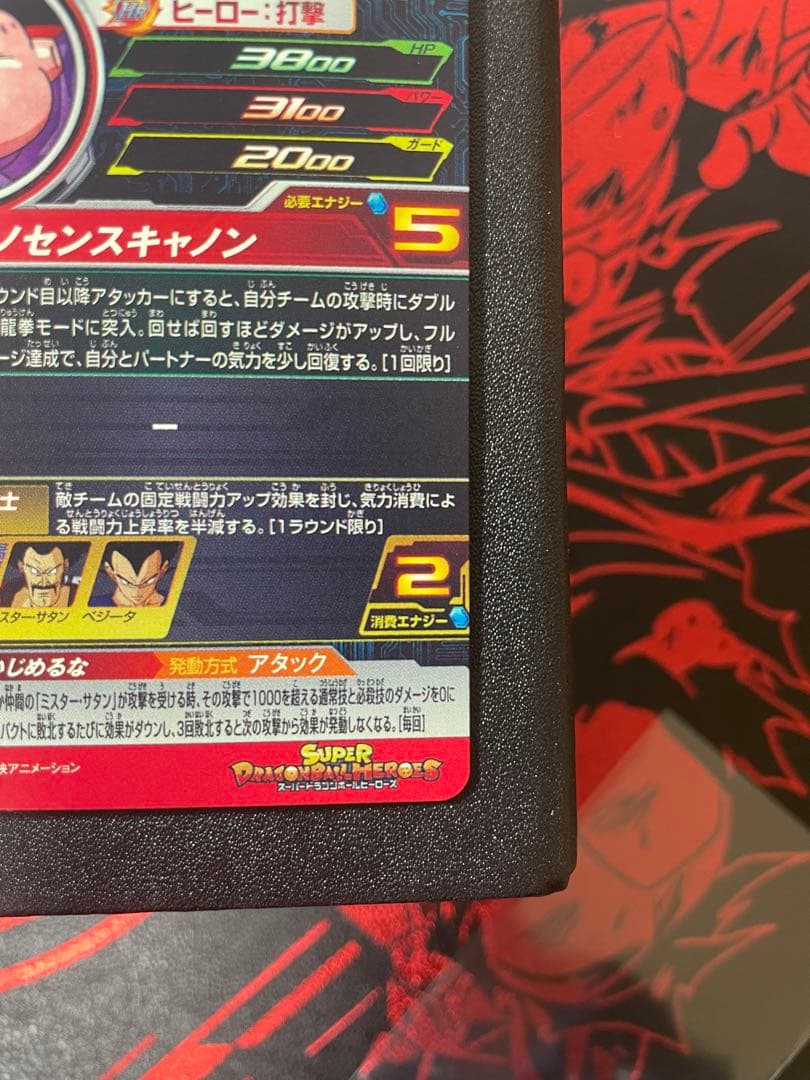 HR ヒーロー:打撃
HP
3800
パワー
3100
ガード
2000
必要エナジー 5
ノセンスキャノン
ウンド目以降アタッカーにすると、自分チームの攻撃時にダブル
龍拳モードに突入。回せば回すほどダメージがアップし、フル
ージ達成で、自分とパートナーの気力を少し回復する。[1回限り]
ー
士
敵チームの固定戦闘力アップ効果を封じ、気力消費によ
る戦闘力上昇率を半減する。[1ラウンド限り]
スター・サタン ベジータ
2
消費エナジー
いじめるな 発動方式 アタック
か仲間の「ミスター・サタン」が攻撃を受ける時、その攻撃で1000を超える通常技と必殺技のダメージを0に
パクトに敗北するたびに効果がダウンし、3回敗北すると次の攻撃から効果が発動しなくなる。[毎回]
映アニメーション
SUPER
DRAGONBALL HEROES
スーパードラゴンボールヒーローズ